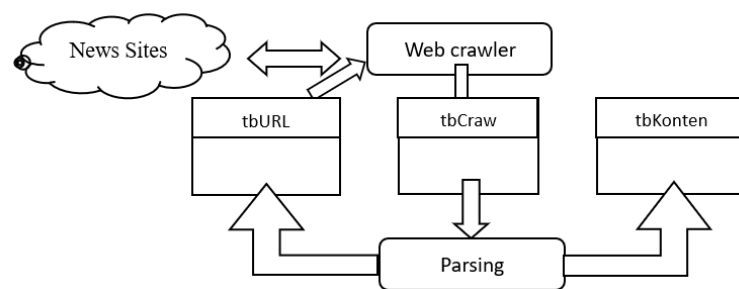 News Sites
Web crawler
tbURL
tbCraw
tbKonten
Parsing